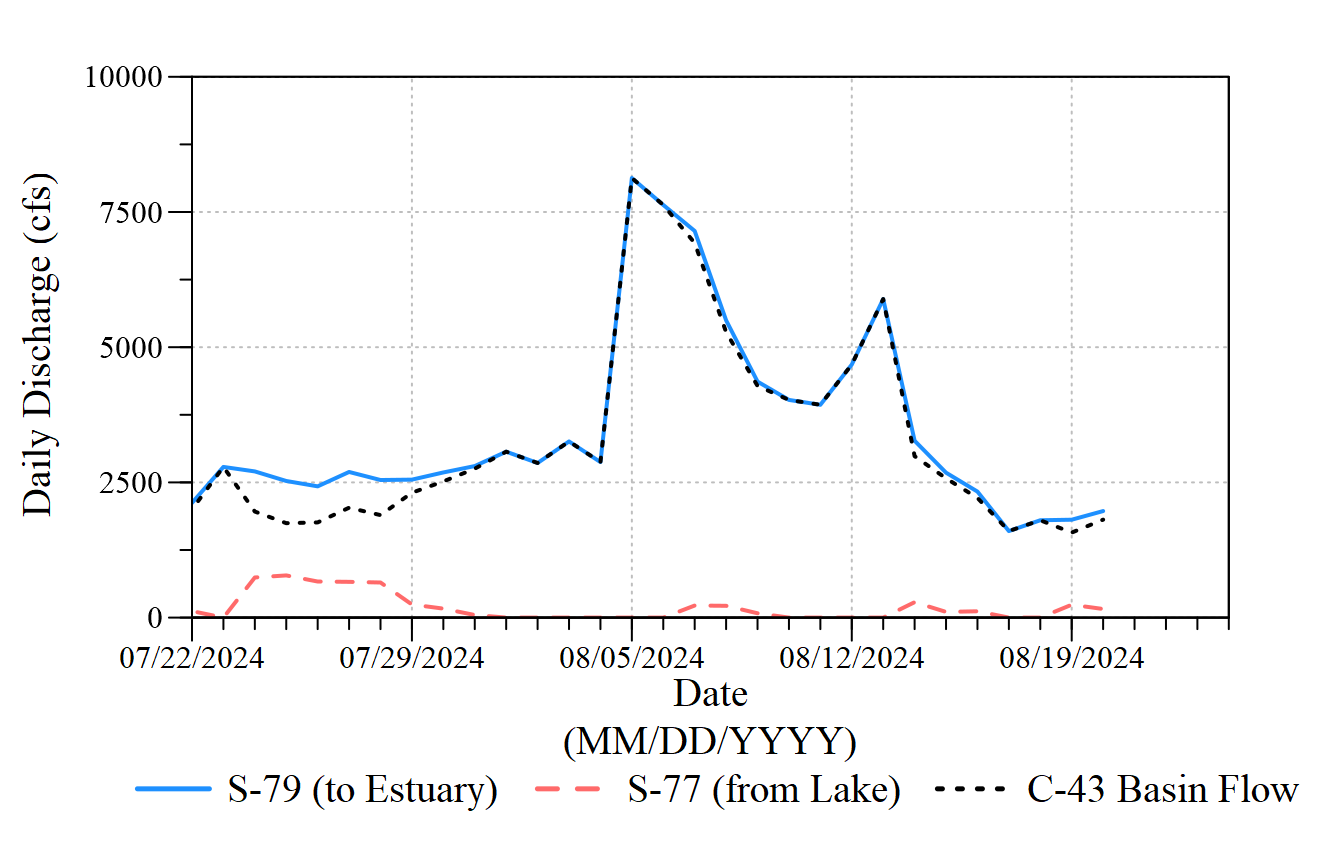 10000
7500
5000
2500
0
Daily Discharge (cfs)
07/22/2024 07/29/2024 08/05/2024 08/12/2024 08/19/2024
Date
(MM/DD/YYYY)
S-79 (to Estuary) S-77 (from Lake) C-43 Basin Flow